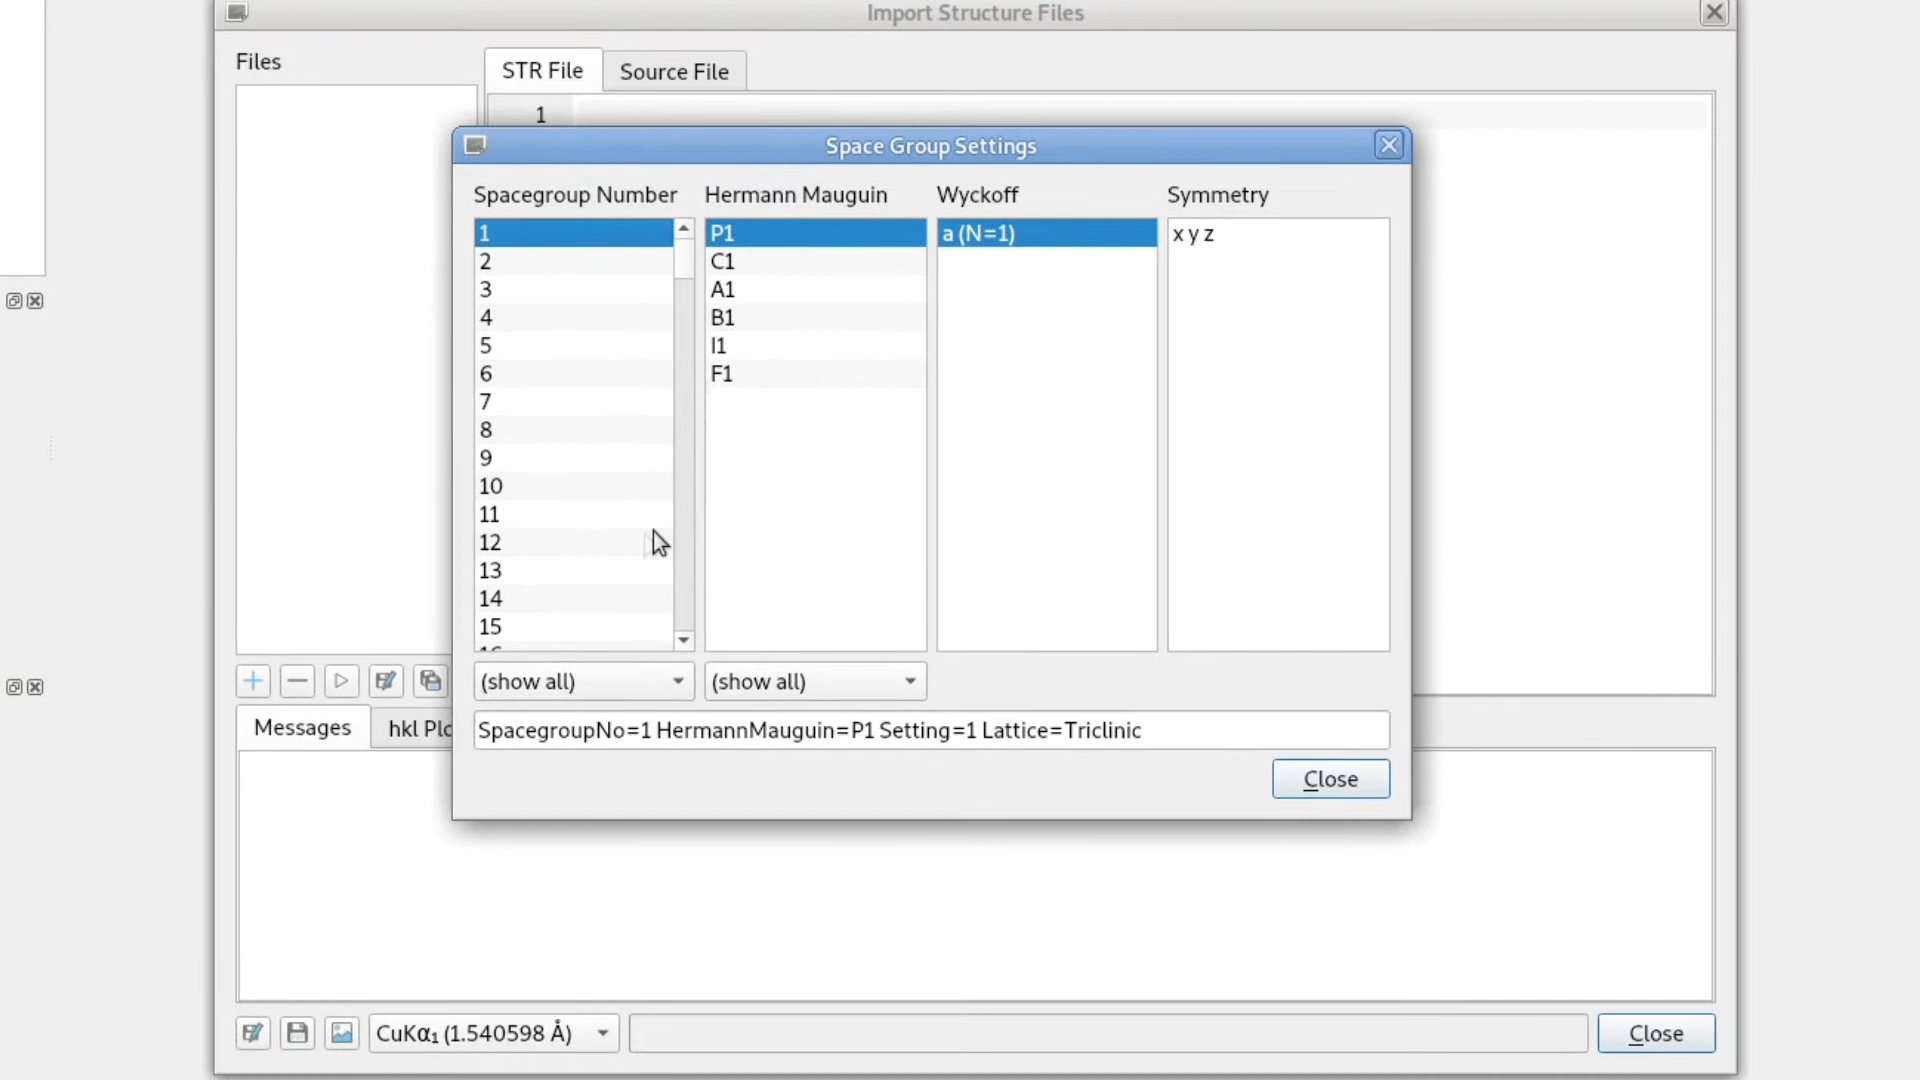 Import Structure Files
Files
STR File
Source File
1
Space Group Settings
Spacegroup Number
Hermann Mauguin
Wyckoff
Symmetry
1
2
3
4
5
6
7
8
9
10
11
12
13
14
15
P1
C1
A1
B1
I1
F1
a (N=1)
x y z
(show all)
(show all)
SpacegroupNo=1 HermannMauguin=P1 Setting=1 Lattice=Triclinic
Close
Messages
hkl Plo
CuKα₁ (1.540598 Å)
Close